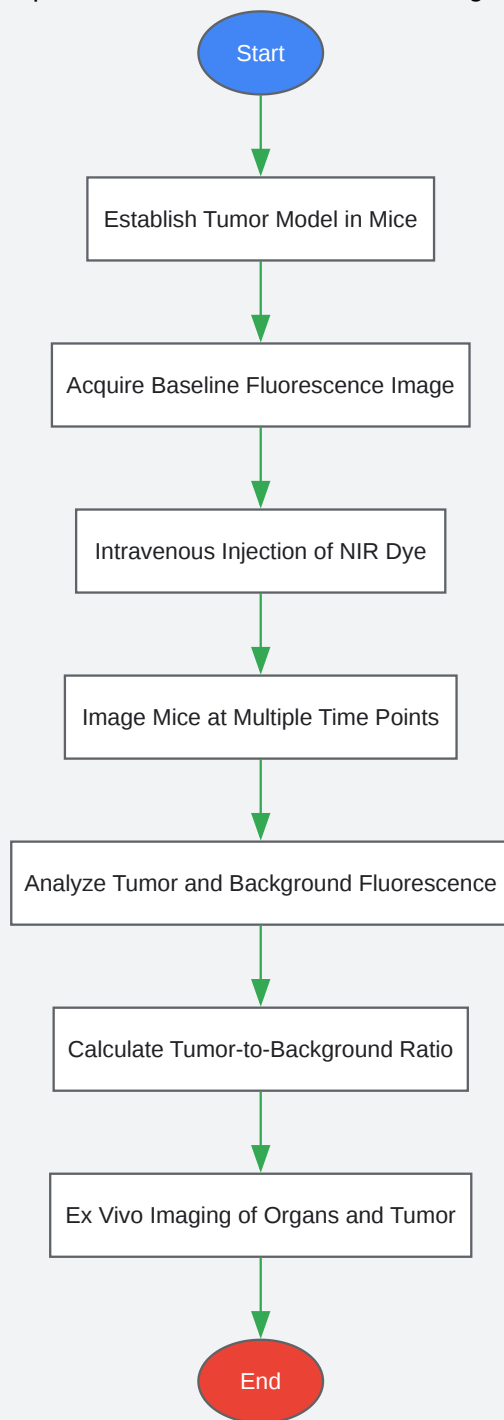 Start
Establish Tumor Model in Mice
Acquire Baseline Fluorescence Image
Intravenous Injection of NIR Dye
Image Mice at Multiple Time Points
Analyze Tumor and Background Fluorescence
Calculate Tumor-to-Background Ratio
Ex Vivo Imaging of Organs and Tumor
End